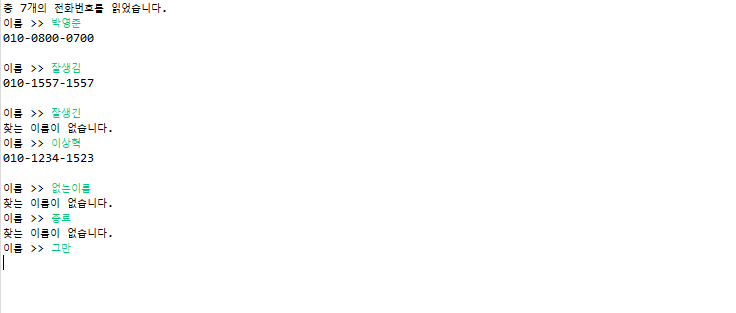 총 7개의 전화번호를 읽었습니다.
이름 >> 박영준
010-0800-0700
이름 >> 잘생김
010-1557-1557
이름 >> 잘생긴
찾는 이름이 없습니다.
이름 >> 이상혁
010-1234-1523
이름 >> 없는이름
찾는 이름이 없습니다.
이름 >> 종료
찾는 이름이 없습니다.
이름 >> 그만